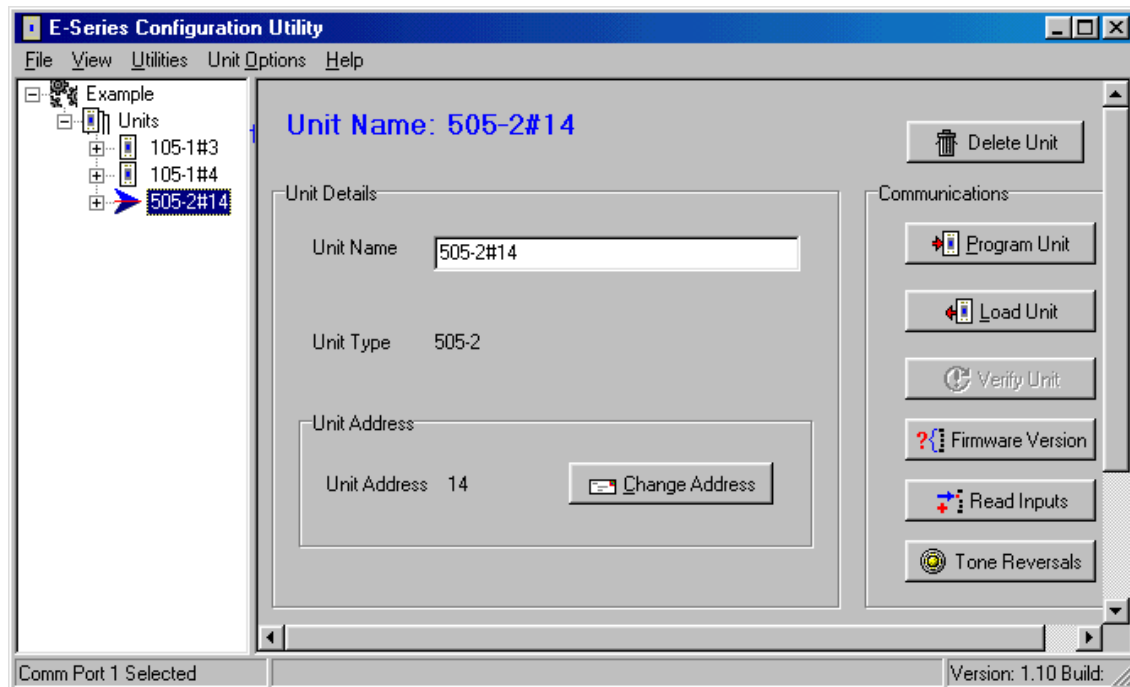 E-Series Configuration Utility
File View Utilities Unit Options Help
Example
Units
105-1#3
105-1#4
505-2#14
Unit Name: 505-2#14
Delete Unit
Unit Details
Unit Name 505-2#14
Unit Type 505-2
Unit Address
Unit Address 14 Change Address
Communications
Program Unit
Load Unit
Verify Unit
Firmware Version
Read Inputs
Tone Reversals
Comm Port 1 Selected
Version: 1.10 Build: